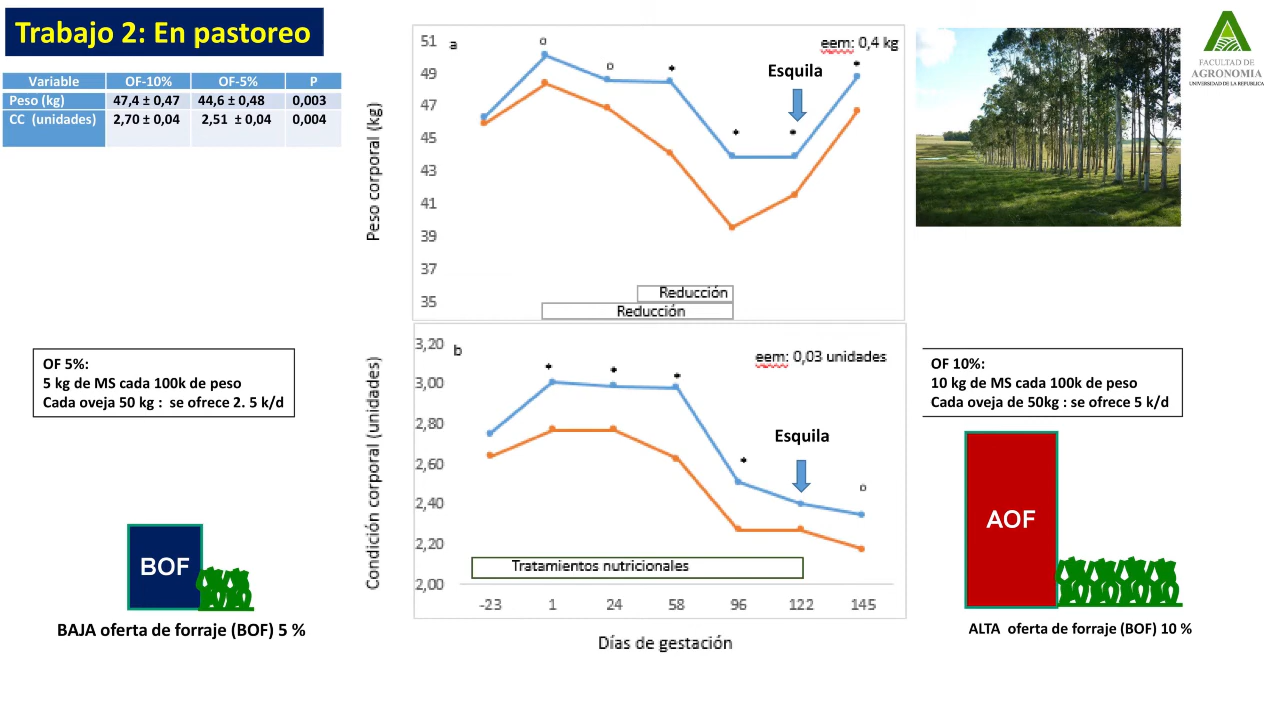 Trabajo 2: En pastoreo
Variable OF-10% OF-5% P
Peso (kg) 47,4 ± 0,47 44,6 ± 0,48 0,003
CC (unidades) 2,70 ± 0,04 2,51 ± 0,04 0,004
51
49
47
45
43
41
39
37
35
Peso corporal (kg)
a
eem: 0,4 kg
Esquila
Reducción
Reducción
FACULTAD DE
AGRONOMIA
UNIVERSIDAD DE LA REPUBLICA
OF 5%:
5 kg de MS cada 100k de peso
Cada oveja 50 kg : se ofrece 2. 5 k/d
BOF
BAJA oferta de forraje (BOF) 5 %
3,20
3,00
2,80
2,60
2,40
2,20
2,00
Condición corporal (unidades)
b
eem: 0,03 unidades
Esquila
Tratamientos nutricionales
-23 1 24 58 96 122 145
Días de gestación
OF 10%:
10 kg de MS cada 100k de peso
Cada oveja de 50kg : se ofrece 5 k/d
AOF
ALTA oferta de forraje (BOF) 10 %